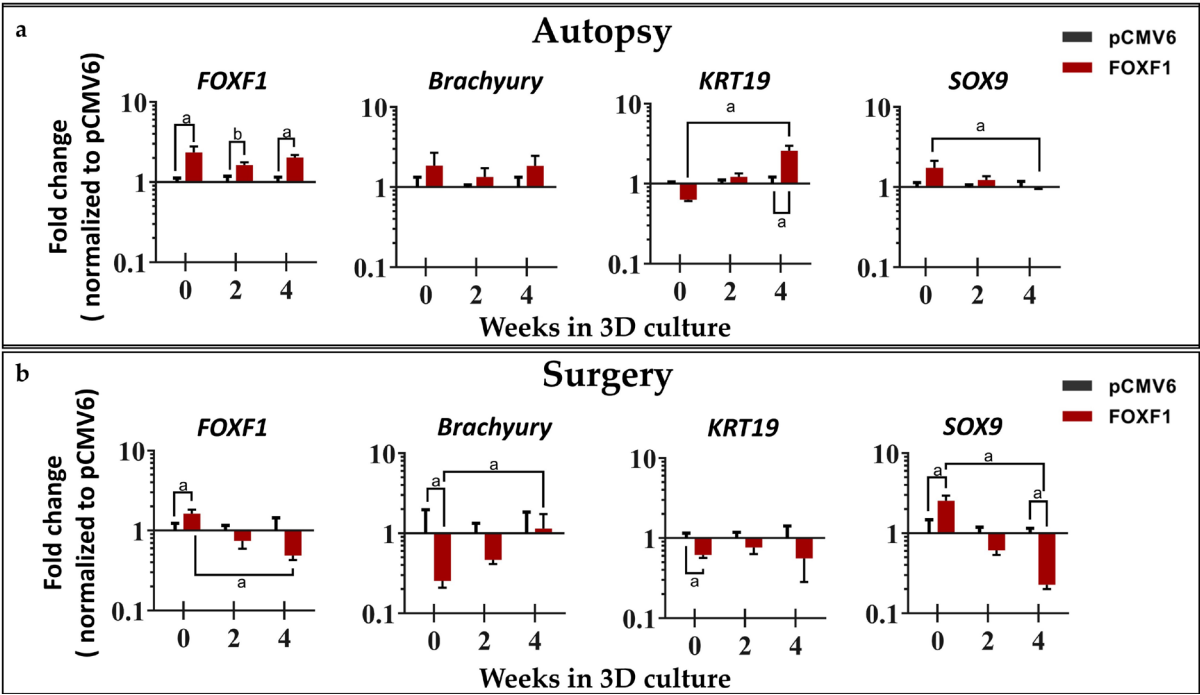 a
Autopsy
pCMV6
FOXF1
FOXF1
Brachyury
KRT19
SOX9
Fold change
( normalized to pCMV6)
10
1
0.1
a
b
a
0
2
4
10
1
0.1
0
2
4
10
1
0.1
a
a
0
2
4
10
1
0.1
a
0
2
4
Weeks in 3D culture
b
Surgery
pCMV6
FOXF1
FOXF1
Brachyury
KRT19
SOX9
Fold change
( normalized to pCMV6)
10
1
0.1
a
a
0
2
4
10
1
0.1
a
a
0
2
4
10
1
0.1
a
0
2
4
10
1
0.1
a
a
a
0
2
4
Weeks in 3D culture